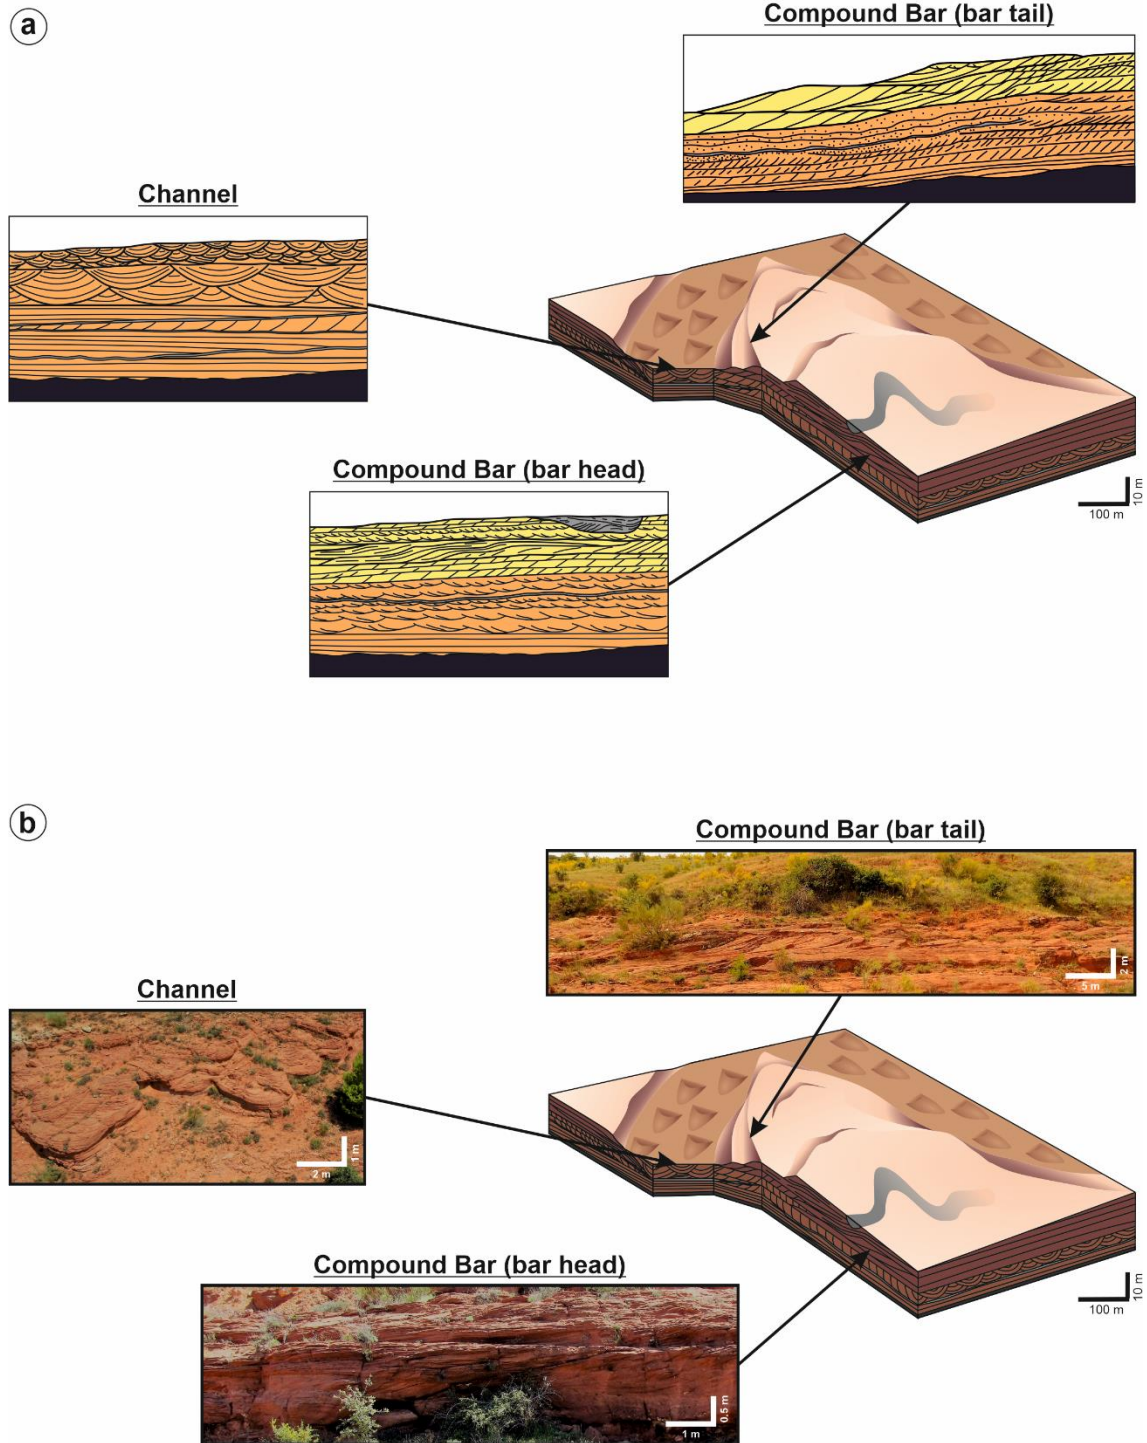 a
Compound Bar (bar tail)
Channel
Compound Bar (bar head)
10 m
100 m
b
Compound Bar (bar tail)
2 m
5 m
Channel
1 m
2 m
Compound Bar (bar head)
10 m
100 m
0.5 m
1 m